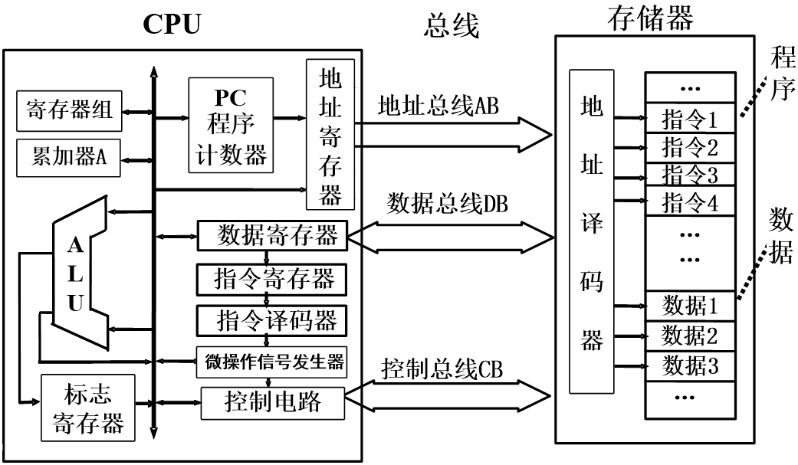 CPU
总线
存储器
寄存器组
累加器A
PC
程序
计数器
地址寄存器
地址总线AB
ALU
数据寄存器
数据总线DB
指令寄存器
指令译码器
微操作信号发生器
标志
寄存器
控制电路
控制总线CB
地址译码器
...
指令1
指令2
指令3
指令4
...
...
数据1
数据2
数据3
...
程序
数据